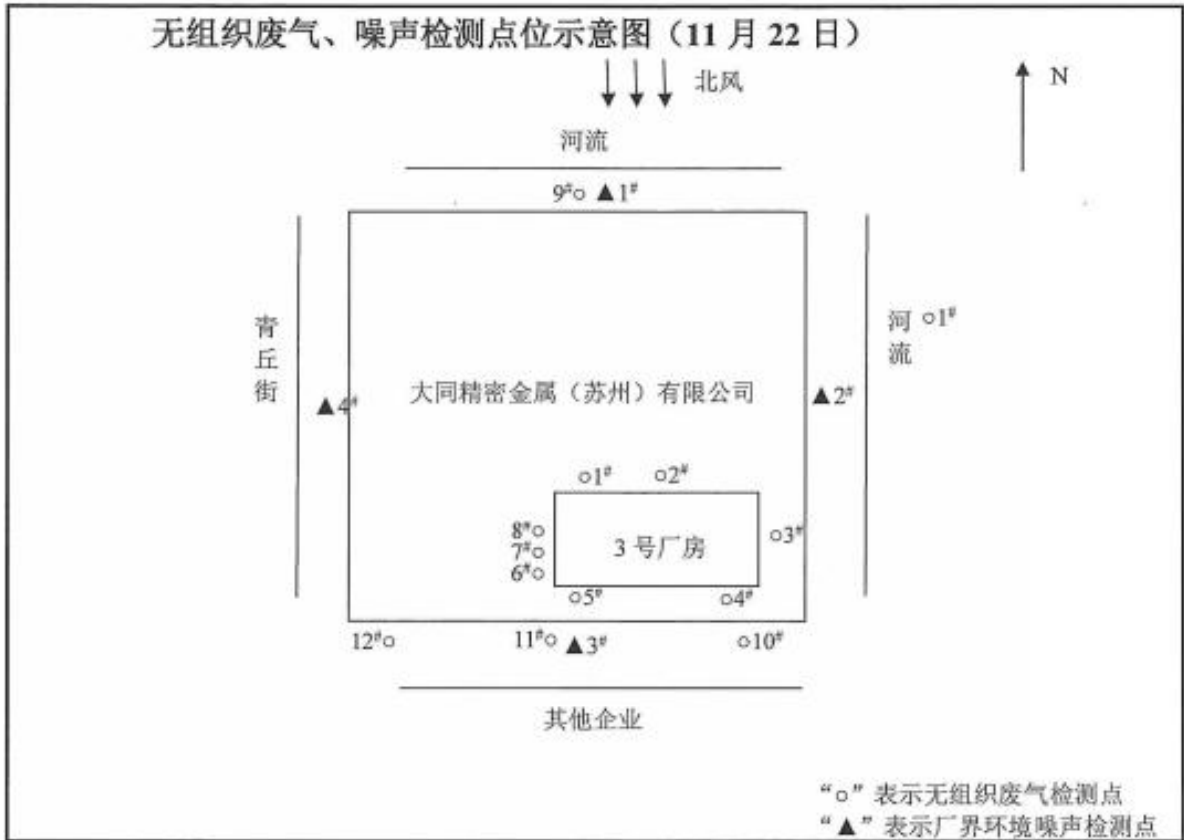 无组织废气、噪声检测点位示意图（11 月 22 日）
北风
N
河流
9#○ ▲1#
青丘街
河流
○1#
大同精密金属（苏州）有限公司
▲4#
▲2#
○1#
○2#
8#○
7#○
6#○
3 号厂房
○3#
○5#
○4#
12#○
11#○ ▲3#
○10#
其他企业
“○” 表示无组织废气检测点
“▲” 表示厂界环境噪声检测点